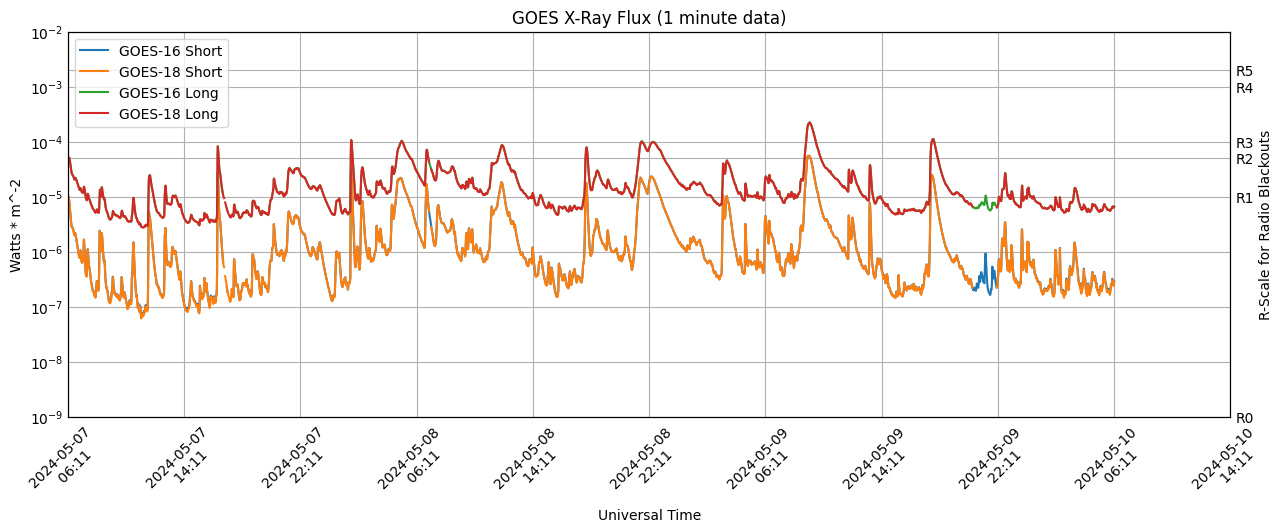 GOES X-Ray Flux (1 minute data)
GOES-16 Short
GOES-18 Short
GOES-16 Long
GOES-18 Long
Watts * m^-2
10^-2
10^-3
10^-4
10^-5
10^-6
10^-7
10^-8
10^-9
R5
R4
R3
R2
R1
R0
R-Scale for Radio Blackouts
2024-05-07
06:11
2024-05-07
14:11
2024-05-07
22:11
2024-05-08
06:11
2024-05-08
14:11
2024-05-08
22:11
2024-05-09
06:11
2024-05-09
14:11
2024-05-09
22:11
2024-05-10
06:11
2024-05-10
14:11
Universal Time